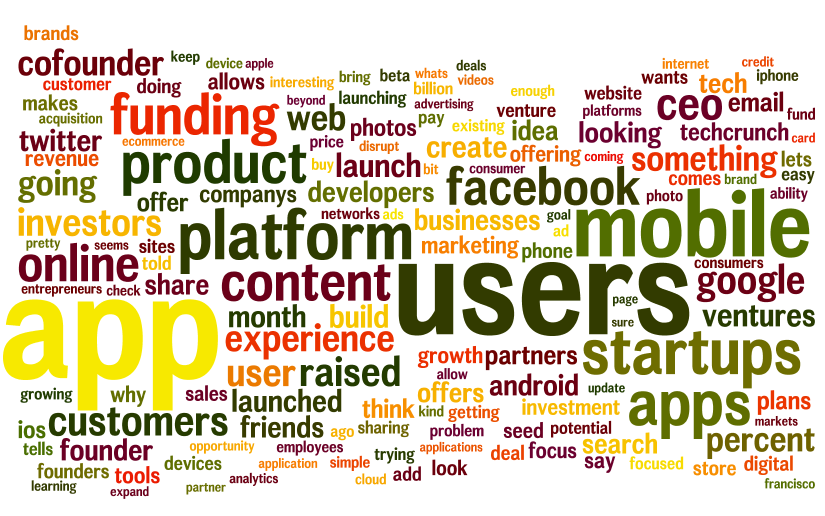 brands
cofounder keep device apple deals internet credit
customer doing allows interesting bring beta whats videos wants tech iphone
makes acquisition funding beyond launching billion advertising enough website platforms ceo email fund
twitter ecommerce web photos pay venture existing idea looking techcrunch card
revenue product price disrupt buy launch bit create consumer offering coming something lets
going offer companys developers facebook comes brand easy photo ability
investors platform networks ads businesses goal ad mobile
pretty seems sites marketing phone
online told content users consumers google
entrepreneurs check share page
app month build sure ventures
experience growth partners startups
user raised allow android update
growing why sales launched offers apps plans
customers friends think kind getting investment markets
ios ago sharing problem seed potential search percent
tells founder opportunity employees applications deal focus
founders tools devices application simple trying look say focused store digital
learning expand partner analytics cloud add francisco